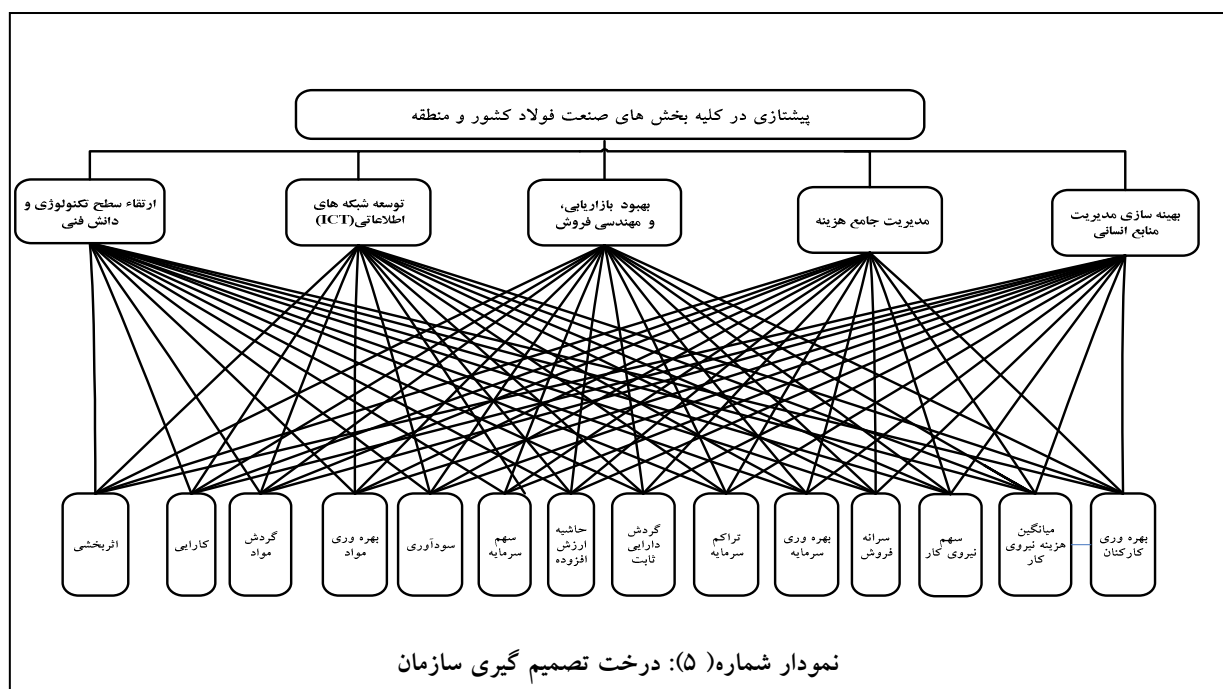 پیشتازی در کلیه بخش های صنعت فولاد کشور و منطقه
بهینه سازی مدیریت
منابع انسانی
مدیریت جامع هزینه
بهبود بازاریابی،
و مهندسی فروش
توسعه شبکه های
اطلاعاتی(ICT)
ارتقاء سطح تکنولوژی و
دانش فنی
بهره وری
کارکنان
میانگین
هزینه نیروی
کار
سهم
نیروی کار
سرانه
فروش
بهره وری
سرمایه
تراکم
سرمایه
گردش
دارایی
ثابت
حاشیه
ارزش
افزوده
سهم
سرمایه
سودآوری
بهره وری
مواد
گردش
مواد
کارایی
اثربخشی
نمودار شماره( ۵): درخت تصمیم گیری سازمان